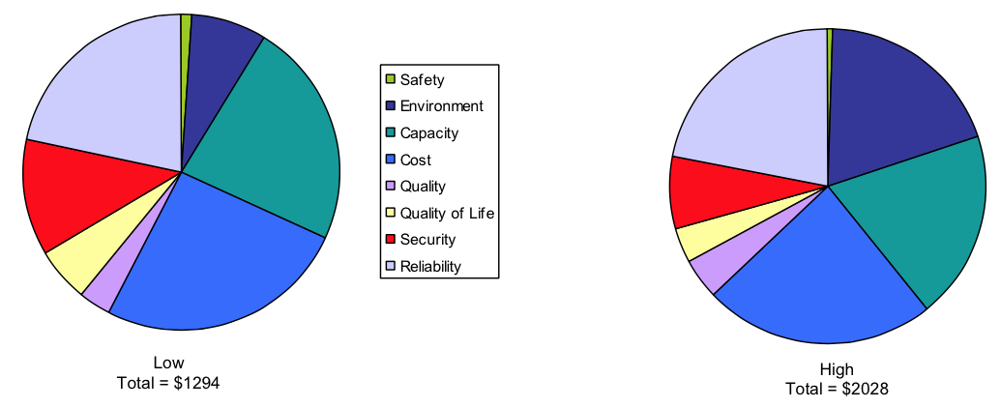 Safety
Environment
Capacity
Cost
Quality
Quality of Life
Security
Reliability
Low
Total = $1294
High
Total = $2028